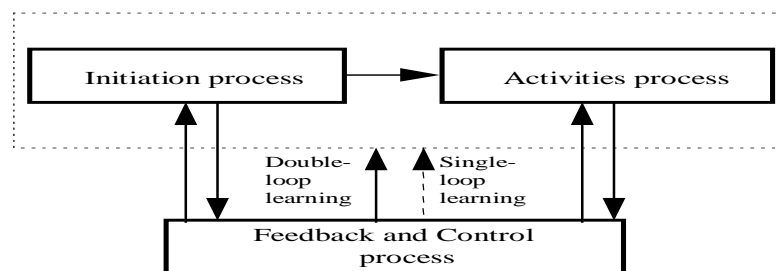 Initiation process
Activities process
Double-
loop
learning
Single-
loop
learning
Feedback and Control
process